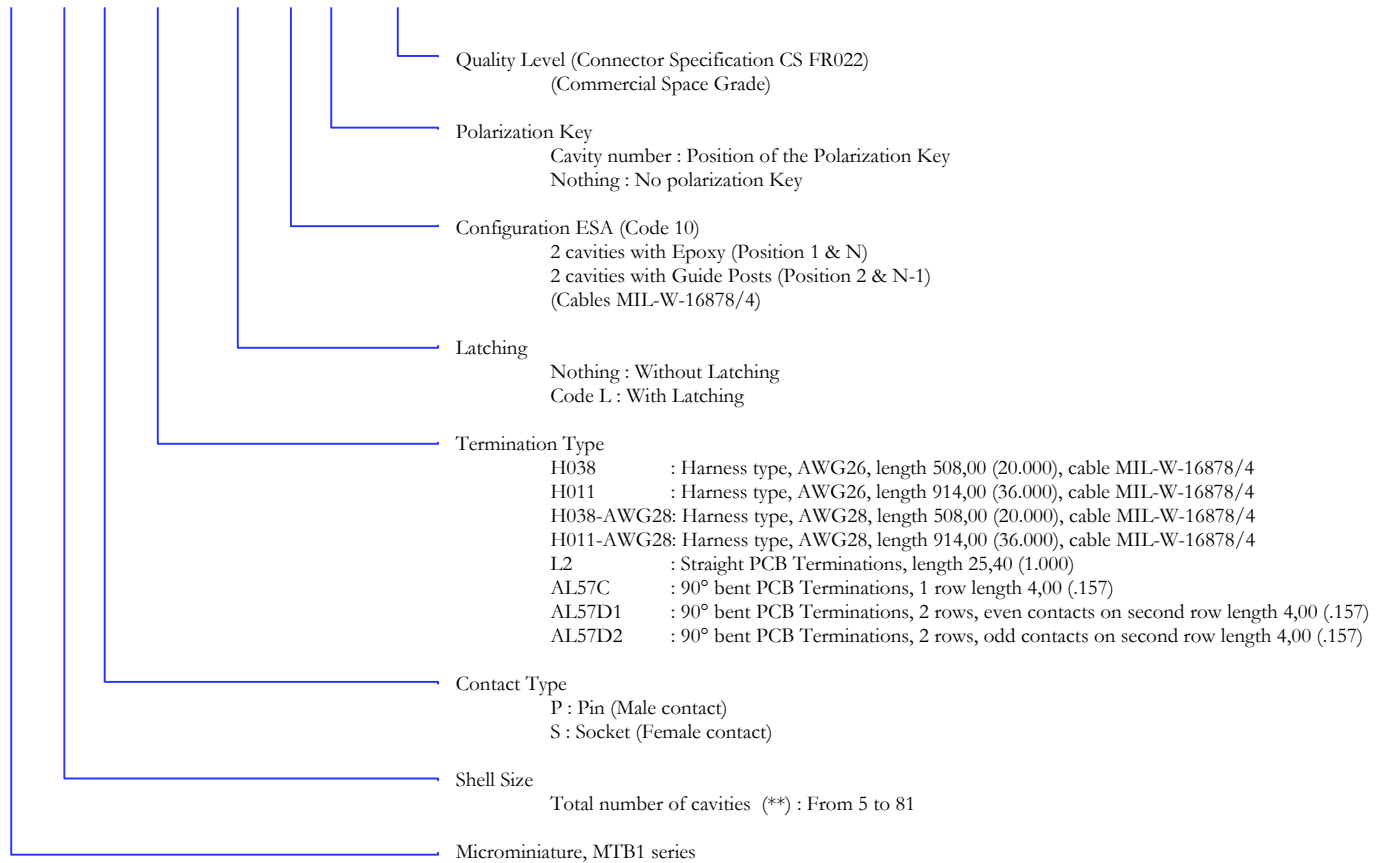 Quality Level (Connector Specification CS FR022)
(Commercial Space Grade)
Polarization Key
Cavity number : Position of the Polarization Key
Nothing : No polarization Key
Configuration ESA (Code 10)
2 cavities with Epoxy (Position 1 & N)
2 cavities with Guide Posts (Position 2 & N-1)
(Cables MIL-W-16878/4)
Latching
Nothing : Without Latching
Code L : With Latching
Termination Type
H038 : Harness type, AWG26, length 508,00 (20.000), cable MIL-W-16878/4
H011 : Harness type, AWG26, length 914,00 (36.000), cable MIL-W-16878/4
H038-AWG28: Harness type, AWG28, length 508,00 (20.000), cable MIL-W-16878/4
H011-AWG28: Harness type, AWG28, length 914,00 (36.000), cable MIL-W-16878/4
L2 : Straight PCB Terminations, length 25,40 (1.000)
AL57C : 90° bent PCB Terminations, 1 row length 4,00 (.157)
AL57D1 : 90° bent PCB Terminations, 2 rows, even contacts on second row length 4,00 (.157)
AL57D2 : 90° bent PCB Terminations, 2 rows, odd contacts on second row length 4,00 (.157)
Contact Type
P : Pin (Male contact)
S : Socket (Female contact)
Shell Size
Total number of cavities (**) : From 5 to 81
Microminiature, MTB1 series